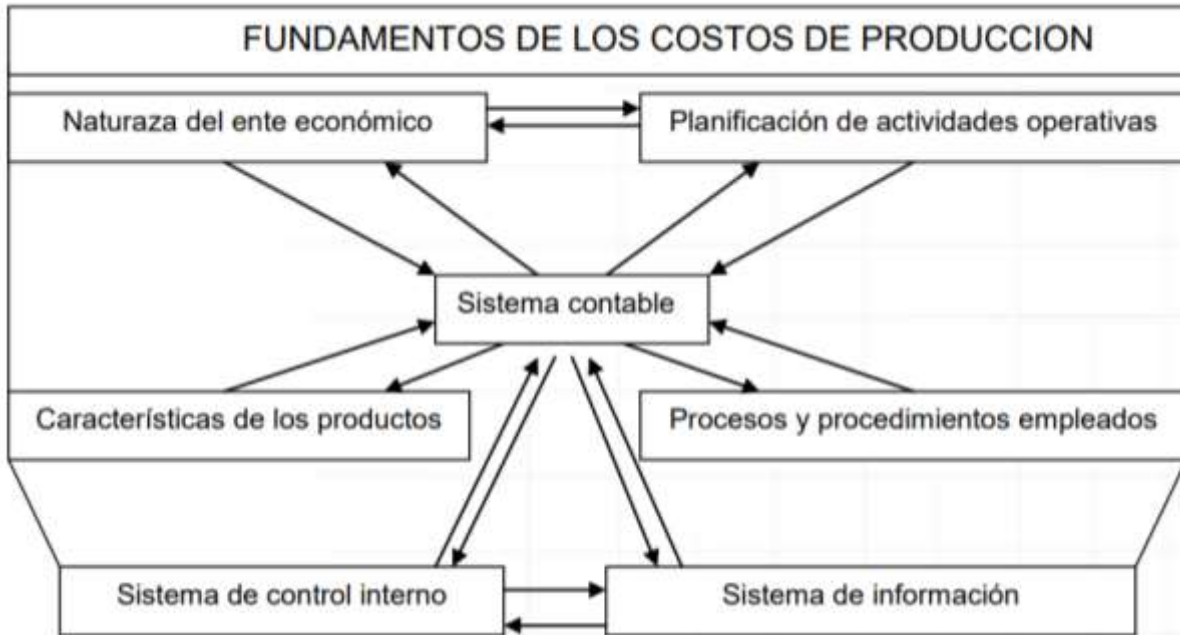 FUNDAMENTOS DE LOS COSTOS DE PRODUCCION
Naturaza del ente económico
Planificación de actividades operativas
Sistema contable
Características de los productos
Procesos y procedimientos empleados
Sistema de control interno
Sistema de información